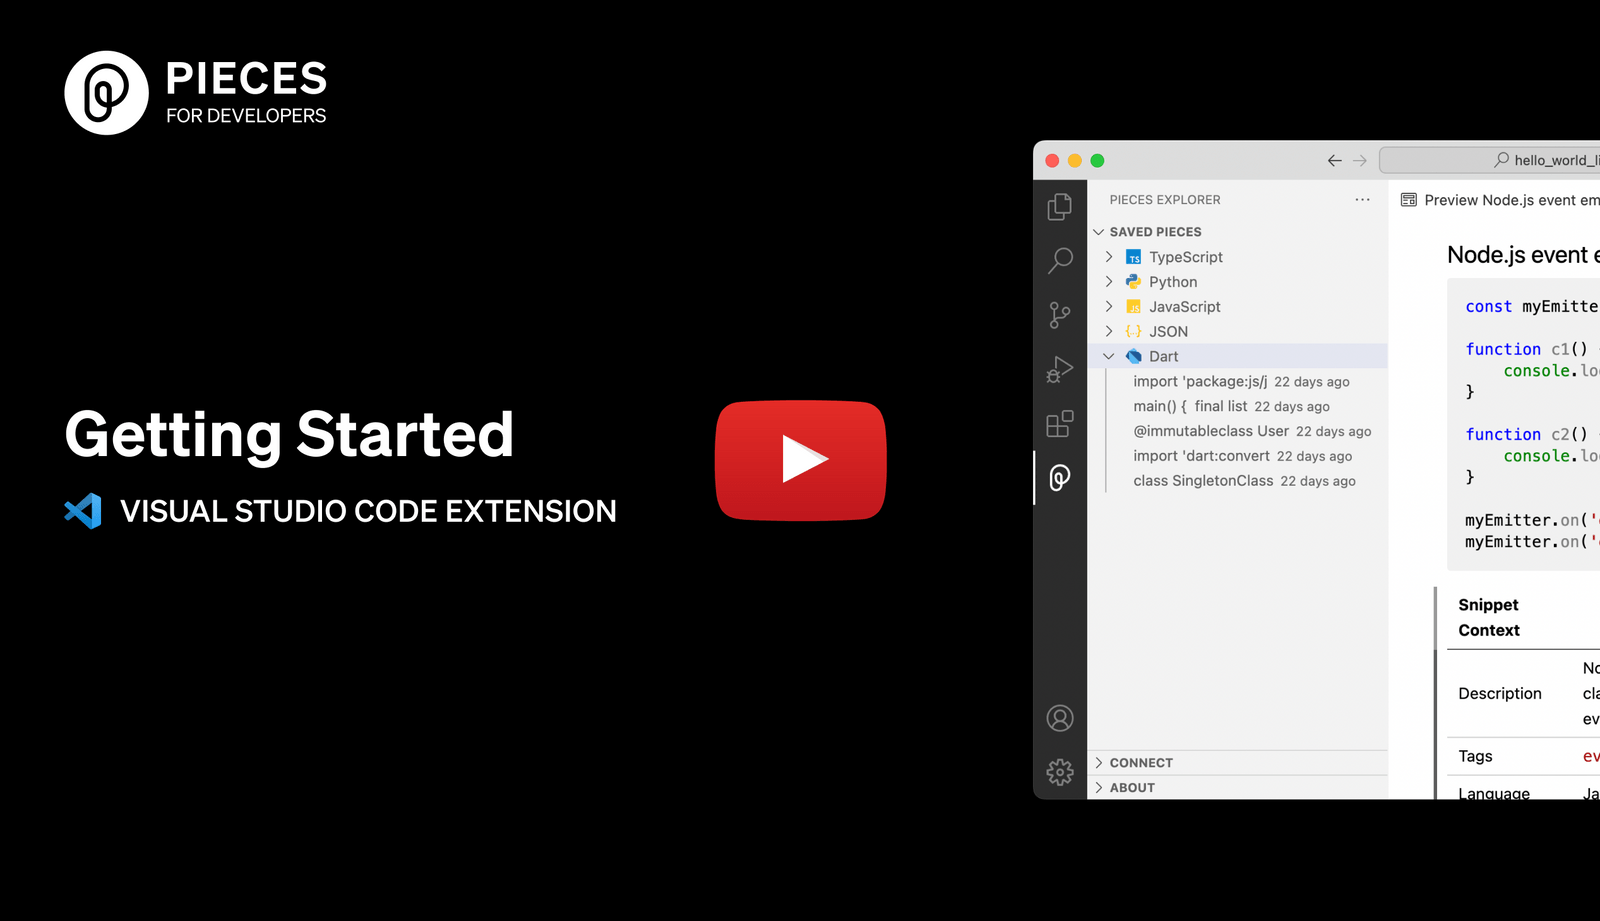 PIECES
FOR DEVELOPERS
Getting Started
VISUAL STUDIO CODE EXTENSION
hello_world_li
PIECES EXPLORER
SAVED PIECES
TS TypeScript
Python
JS JavaScript
{..} JSON
Dart
import 'package:js/j 22 days ago
main() { final list 22 days ago
@immutableclass User 22 days ago
import 'dart:convert 22 days ago
class SingletonClass 22 days ago
CONNECT
ABOUT
Preview Node.js event em
Node.js event e
const myEmitte
function c1()
console.lo
}
function c2()
console.lo
}
myEmitter.on('
myEmitter.on('
Snippet
Context
Description
No
cla
ev
Tags
ev
Language
Ja